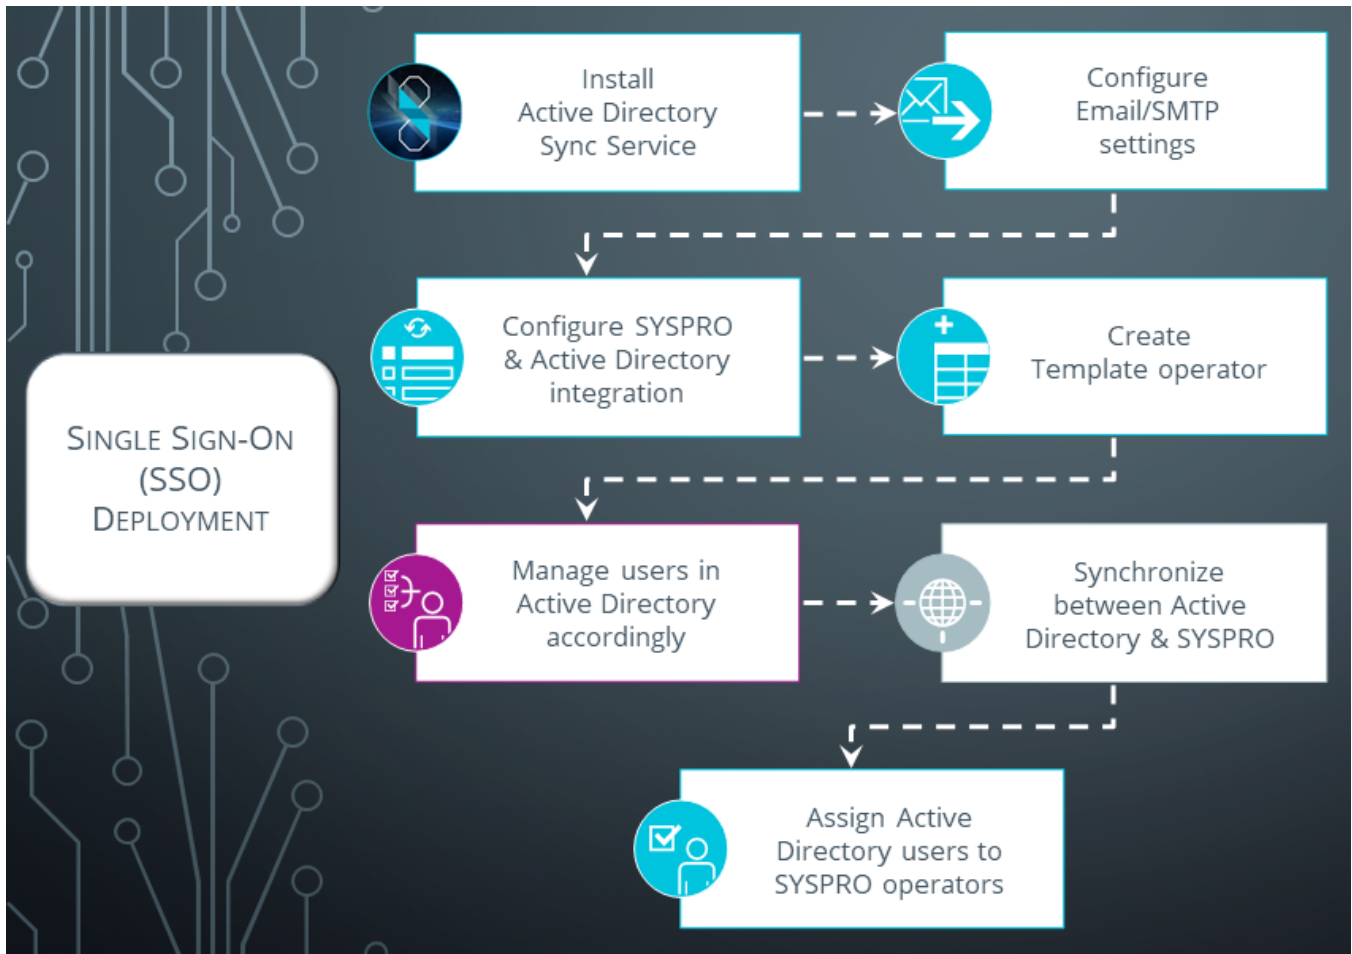 Install
Active Directory
Sync Service
Configure
Email/SMTP
settings
Configure SYSPRO
& Active Directory
integration
Create
Template operator
Single Sign-On
(SSO)
Deployment
Manage users in
Active Directory
accordingly
Synchronize
between Active
Directory & SYSPRO
Assign Active
Directory users to
SYSPRO operators